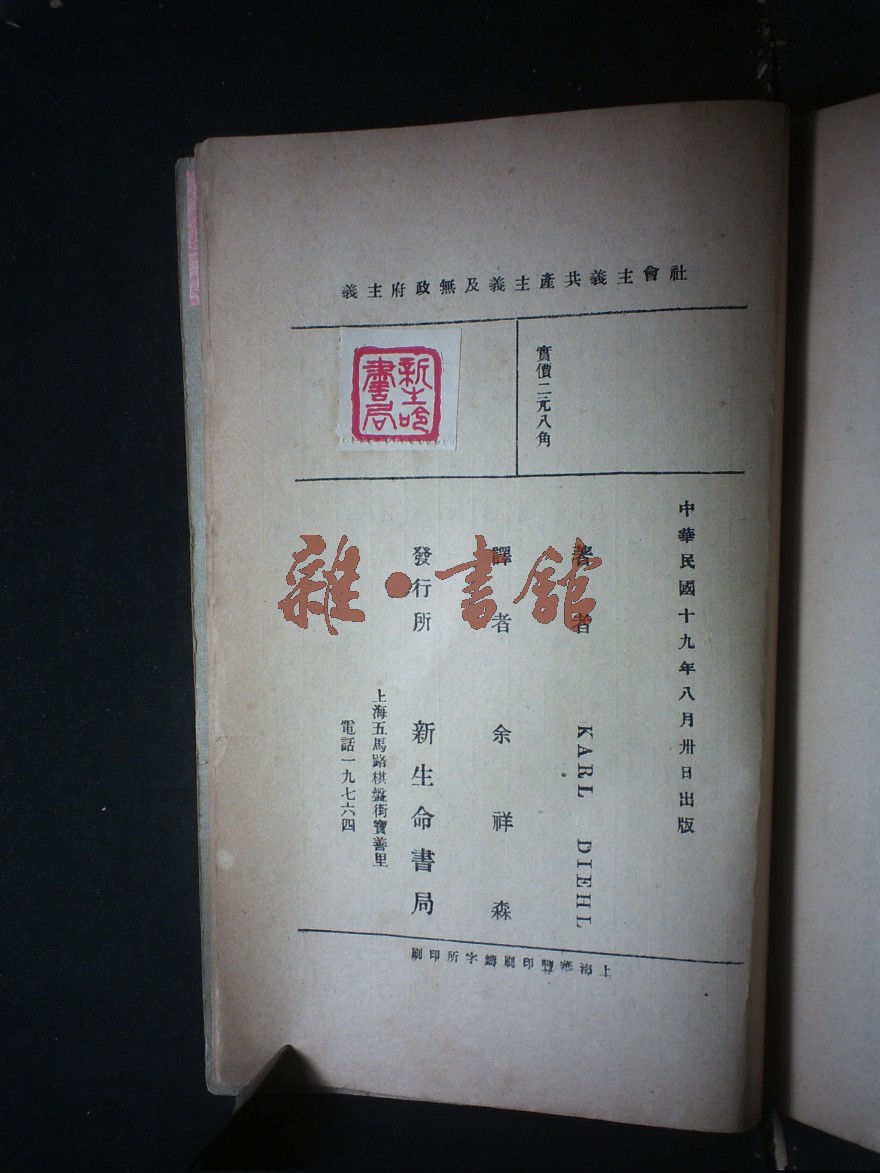 社會主義共產主義及無政府主義
實價二元八角
新生命書局
中華民國十九年八月卅日出版
著者 KARL DIEHL
譯者 余祥森
發行所 新生命書局
上海五馬路棋盤街寶善里
電話一九七六四
印刷鑄字所印刷
雜·書館